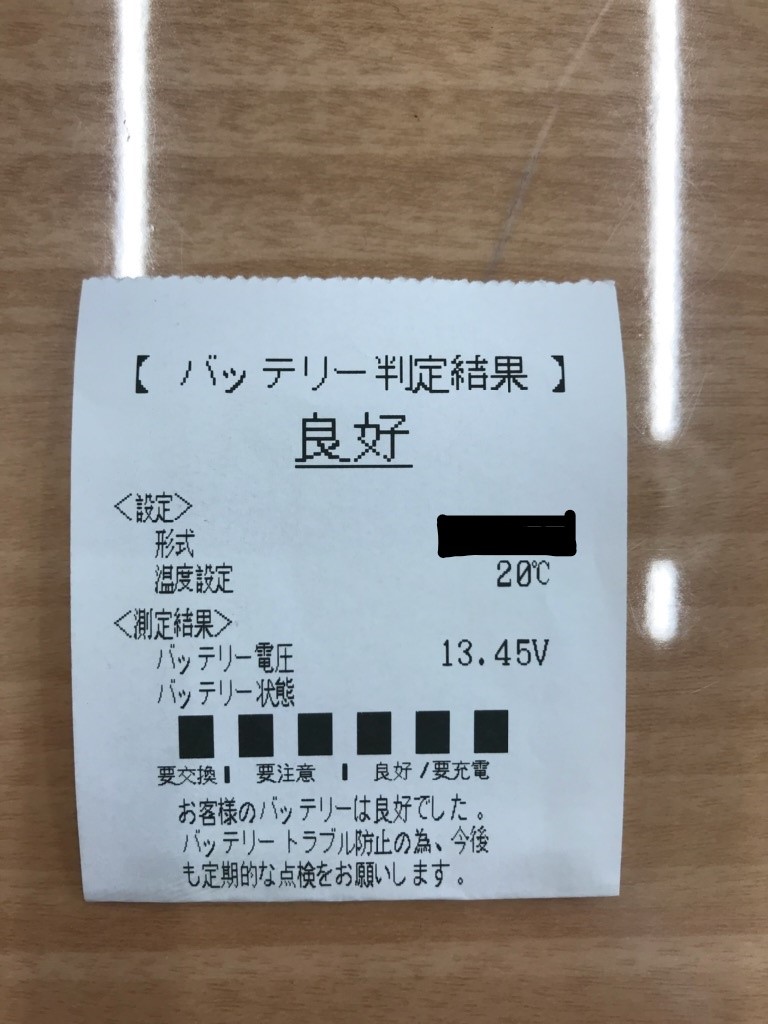 【 バッテリー判定結果 】
良好
<設定>
形式
温度設定 20℃
<測定結果>
バッテリー電圧 13.45V
バッテリー状態
要交換 | 要注意 | 良好/要充電
お客様のバッテリーは良好でした。
バッテリートラブル防止の為、今後
も定期的な点検をお願いします。